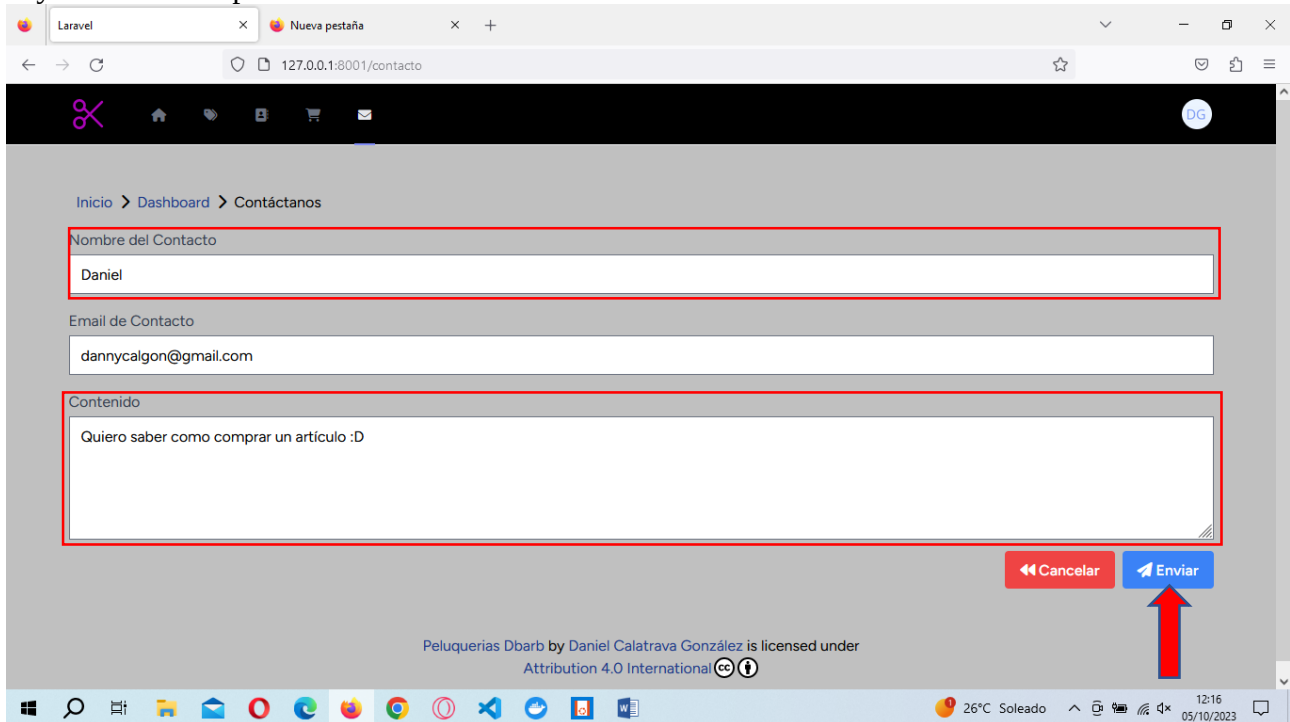 Laravel
Nueva pestaña
127.0.0.1:8001/contacto
DG
Inicio Dashboard Contáctanos
Nombre del Contacto
Daniel
Email de Contacto
dannycalgon@gmail.com
Contenido
Quiero saber como comprar un artículo :D
Cancelar Enviar
Peluquerias Dbarb by Daniel Calatrava González is licensed under
Attribution 4.0 International
26°C Soleado
12:16
05/10/2023